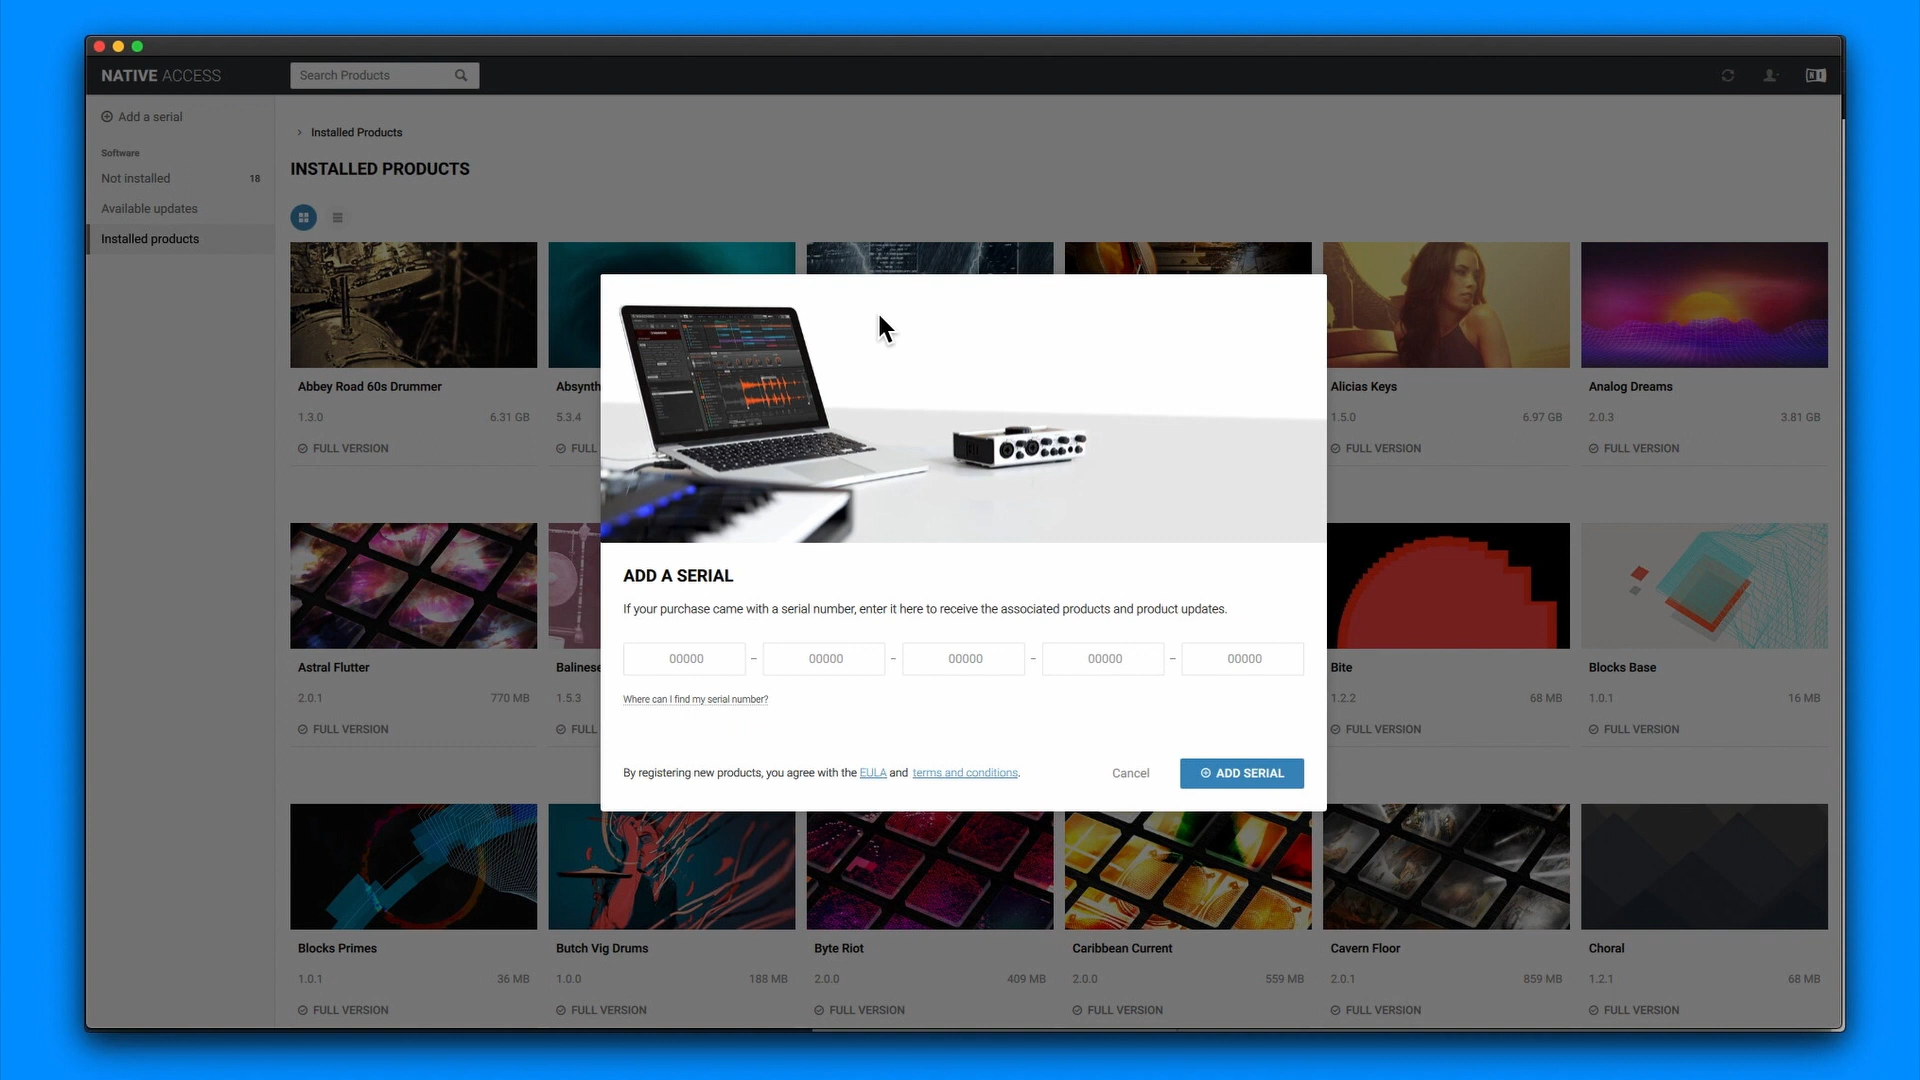 NATIVE ACCESS
Search Products
Add a serial
Software
Not installed 18
Available updates
Installed products
› Installed Products
INSTALLED PRODUCTS
Abbey Road 60s Drummer
1.3.0 6.31 GB
FULL VERSION
Absynth
5.3.4
FULL
Alicias Keys
1.5.0 6.97 GB
FULL VERSION
Analog Dreams
2.0.3 3.81 GB
FULL VERSION
ADD A SERIAL
If your purchase came with a serial number, enter it here to receive the associated products and product updates.
00000 – 00000 – 00000 – 00000 – 00000
Where can I find my serial number?
By registering new products, you agree with the EULA and terms and conditions.
Cancel
ADD SERIAL
Astral Flutter
2.0.1 770 MB
FULL VERSION
Balinese
1.5.3
FULL
Bite
1.2.2 68 MB
FULL VERSION
Blocks Base
1.0.1 16 MB
FULL VERSION
Blocks Primes
1.0.1 36 MB
FULL VERSION
Butch Vig Drums
1.0.0 188 MB
FULL VERSION
Byte Riot
2.0.0 409 MB
FULL VERSION
Caribbean Current
2.0.0 559 MB
FULL VERSION
Cavern Floor
2.0.1 859 MB
FULL VERSION
Choral
1.2.1 68 MB
FULL VERSION